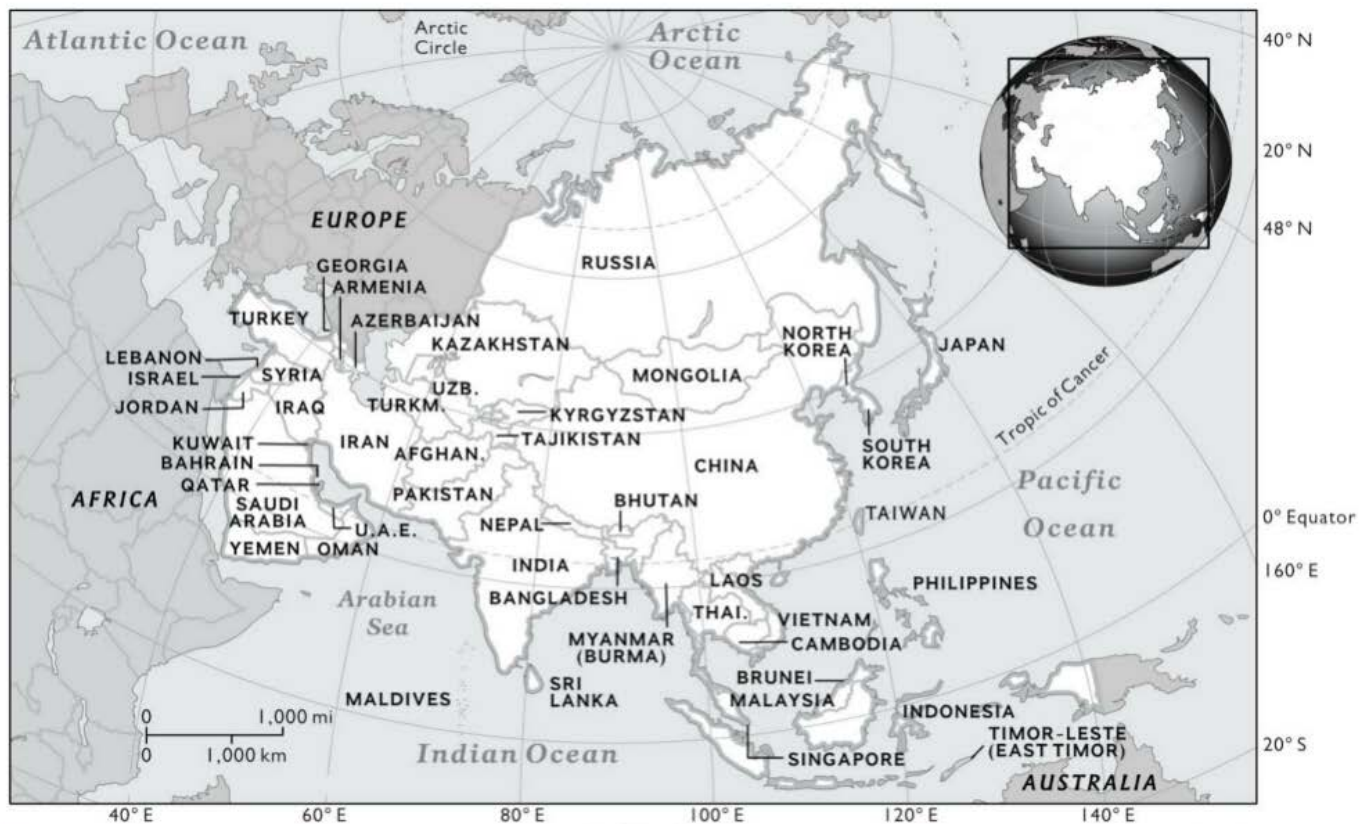 Atlantic Ocean
Arctic
Circle
Arctic
Ocean
40° N
20° N
48° N
EUROPE
RUSSIA
GEORGIA
ARMENIA
TURKEY
AZERBAIJAN
KAZAKHSTAN
NORTH
KOREA
JAPAN
LEBANON
ISRAEL
SYRIA
MONGOLIA
UZB.
TURKM.
JORDAN
IRAQ
KYRGYZSTAN
Tropic of Cancer
KUWAIT
IRAN
TAJIKISTAN
AFGHAN.
SOUTH
KOREA
BAHRAIN
CHINA
QATAR
AFRICA
PAKISTAN
BHUTAN
Pacific
Ocean
SAUDI
ARABIA
TAIWAN
NEPAL
U.A.E.
0° Equator
YEMEN
OMAN
INDIA
160° E
LAOS
PHILIPPINES
Arabian
Sea
BANGLADESH
THAI.
VIETNAM
MYANMAR
(BURMA)
CAMBODIA
BRUNEI
MALDIVES
SRI
LANKA
MALAYSIA
INDONESIA
0
1,000 mi
0
1,000 km
TIMOR-LESTE
(EAST TIMOR)
Indian Ocean
SINGAPORE
20° S
AUSTRALIA
40° E
60° E
80° E
100° E
120° E
140° E